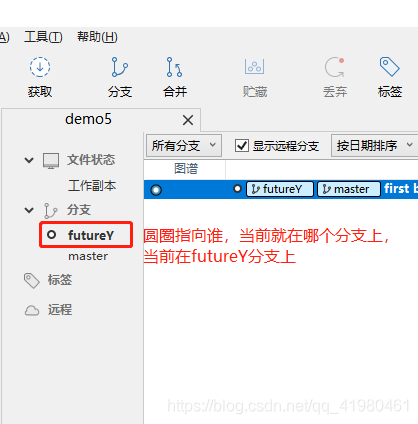 A) 工具(T) 帮助(H)
获取 分支 合并 贮藏 丢弃 标签
demo5
所有分支 显示远程分支 按日期排序
文件状态 图谱
工作副本 futureY master first b
分支
futureY 圆圈指向谁，当前就在哪个分支上，
master 当前在futureY分支上
标签
远程
https://blog.csdn.net/qq_41980461